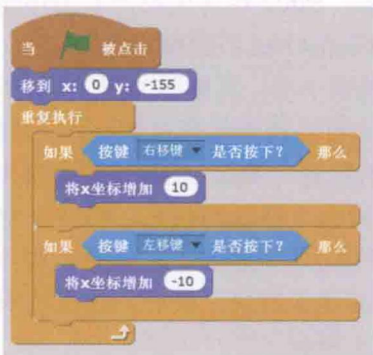 当 被点击
移到 x: 0 y: -155
重复执行
如果 按键 右移键 是否按下? 那么
将x坐标增加 10
如果 按键 左移键 是否按下? 那么
将x坐标增加 -10